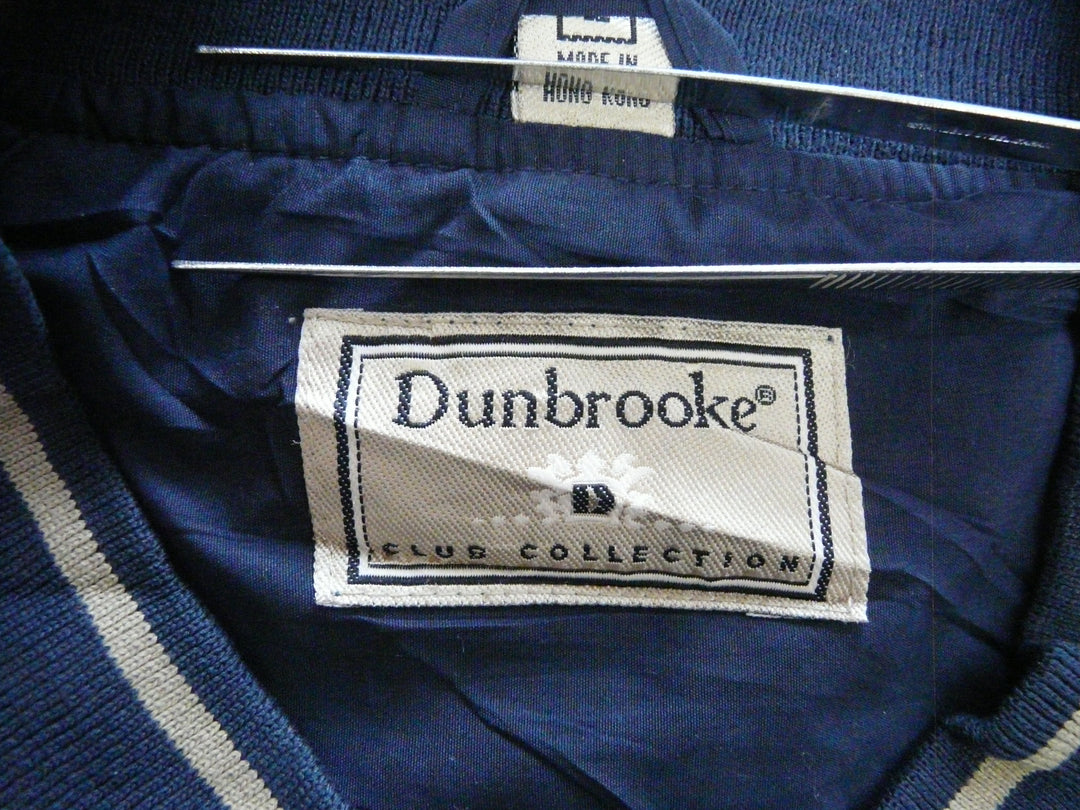 MADE IN
HONG KONG
Dunbrooke®
CLUB COLLECTION